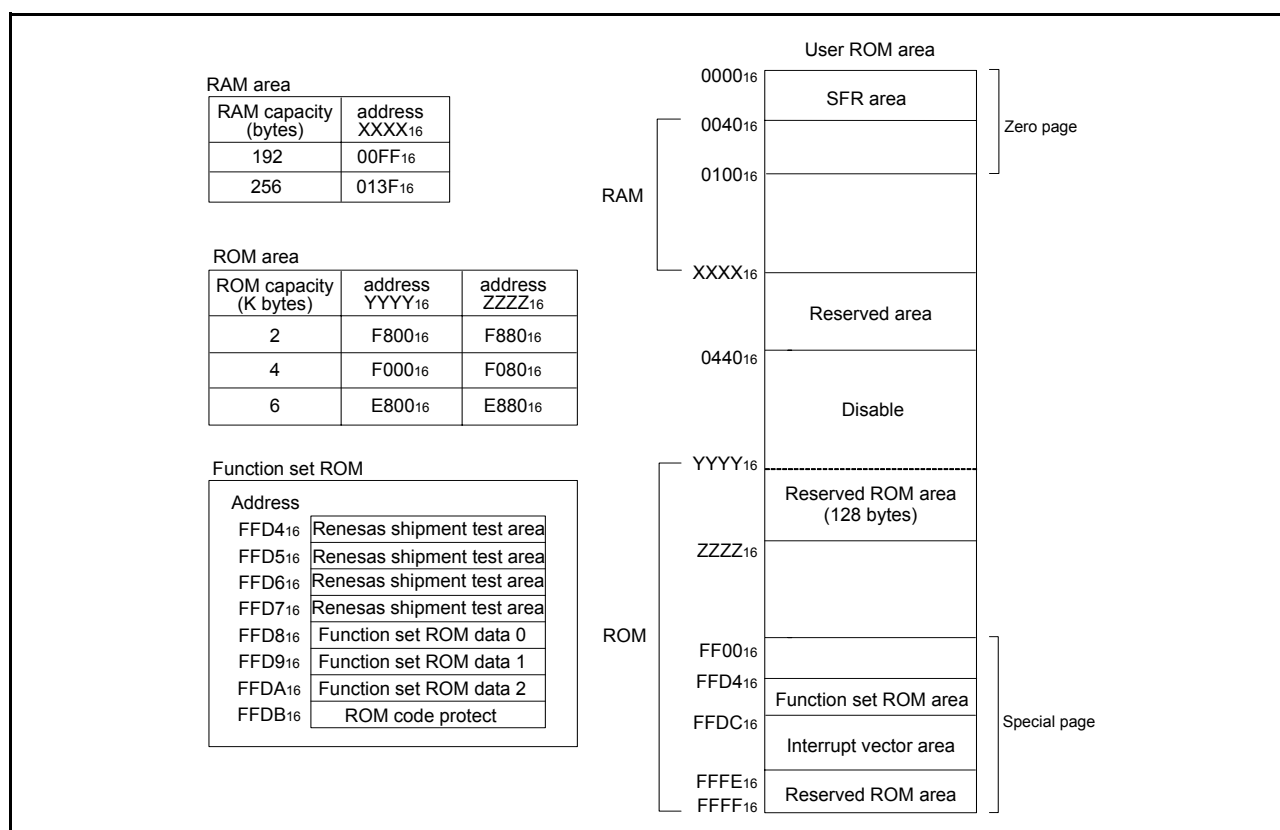 RAM area
RAM capacity (bytes) address XXXX16
192 00FF16
256 013F16
ROM area
ROM capacity (K bytes) address YYYY16 address ZZZZ16
2 F80016 F88016
4 F00016 F08016
6 E80016 E88016
Function set ROM
Address
FFD416 Renesas shipment test area
FFD516 Renesas shipment test area
FFD616 Renesas shipment test area
FFD716 Renesas shipment test area
FFD816 Function set ROM data 0
FFD916 Function set ROM data 1
FFDA16 Function set ROM data 2
FFDB16 ROM code protect
User ROM area
000016
SFR area
004016
Zero page
010016
RAM
XXXX16
Reserved area
044016
Disable
YYYY16
Reserved ROM area
(128 bytes)
ZZZZ16
ROM
FF0016
FFD416
Function set ROM area
FFDC16
Special page
Interrupt vector area
FFFE16
Reserved ROM area
FFFF16